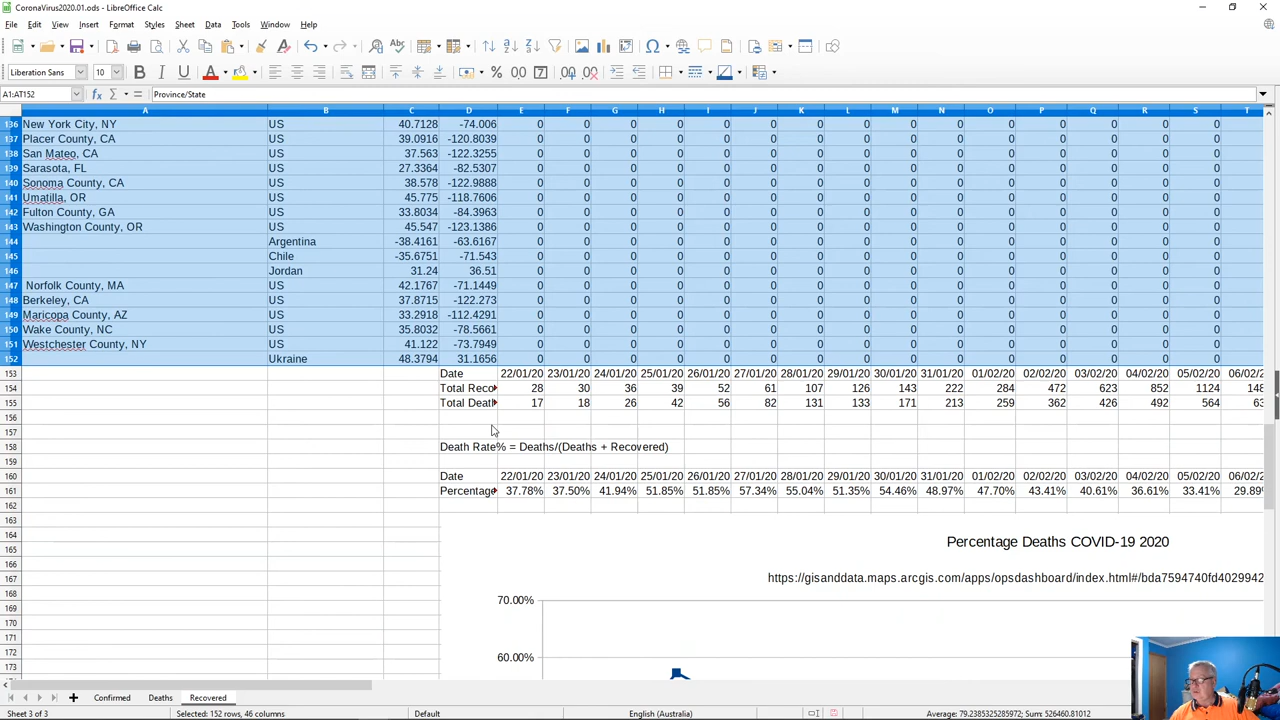 CoronaVirus2020.01.ods - LibreOffice Calc
File Edit View Insert Format Styles Sheet Data Tools Window Help
Liberation Sans 10
A1:AT152 Province/State
A B C D E F G H I J K L M N O P Q R S T
136 New York City, NY US 40.7128 -74.006 0 0 0 0 0 0 0 0 0 0 0 0 0 0 0 0
137 Placer County, CA US 39.0916 -120.8039 0 0 0 0 0 0 0 0 0 0 0 0 0 0 0 0
138 San Mateo, CA US 37.563 -122.3255 0 0 0 0 0 0 0 0 0 0 0 0 0 0 0 0
139 Sarasota, FL US 27.3364 -82.5307 0 0 0 0 0 0 0 0 0 0 0 0 0 0 0 0
140 Sonoma County, CA US 38.578 -122.9888 0 0 0 0 0 0 0 0 0 0 0 0 0 0 0 0
141 Umatilla, OR US 45.775 -118.7606 0 0 0 0 0 0 0 0 0 0 0 0 0 0 0 0
142 Fulton County, GA US 33.8034 -84.3963 0 0 0 0 0 0 0 0 0 0 0 0 0 0 0 0
143 Washington County, OR US 45.547 -123.1386 0 0 0 0 0 0 0 0 0 0 0 0 0 0 0 0
144 Argentina -38.4161 -63.6167 0 0 0 0 0 0 0 0 0 0 0 0 0 0 0 0
145 Chile -35.6751 -71.543 0 0 0 0 0 0 0 0 0 0 0 0 0 0 0 0
146 Jordan 31.24 36.51 0 0 0 0 0 0 0 0 0 0 0 0 0 0 0 0
147 Norfolk County, MA US 42.1767 -71.1449 0 0 0 0 0 0 0 0 0 0 0 0 0 0 0 0
148 Berkeley, CA US 37.8715 -122.273 0 0 0 0 0 0 0 0 0 0 0 0 0 0 0 0
149 Maricopa County, AZ US 33.2918 -112.4291 0 0 0 0 0 0 0 0 0 0 0 0 0 0 0 0
150 Wake County, NC US 35.8032 -78.5661 0 0 0 0 0 0 0 0 0 0 0 0 0 0 0 0
151 Westchester County, NY US 41.122 -73.7949 0 0 0 0 0 0 0 0 0 0 0 0 0 0 0 0
152 Ukraine 48.3794 31.1656 0 0 0 0 0 0 0 0 0 0 0 0 0 0 0 0
153 Date 22/01/20 23/01/20 24/01/20 25/01/20 26/01/20 27/01/20 28/01/20 29/01/20 30/01/20 31/01/20 01/02/20 02/02/20 03/02/20 04/02/20 05/02/20 06/02/2
154 Total Reco 28 30 36 39 52 61 107 126 143 222 284 472 623 852 1124 148
155 Total Deatl 17 18 26 42 56 82 131 133 171 213 259 362 426 492 564 63
156
157
158 Death Rate% = Deaths/(Deaths + Recovered)
159
160 Date 22/01/20 23/01/20 24/01/20 25/01/20 26/01/20 27/01/20 28/01/20 29/01/20 30/01/20 31/01/20 01/02/20 02/02/20 03/02/20 04/02/20 05/02/20 06/02/2
161 Percentage 37.78% 37.50% 41.94% 51.85% 51.85% 57.34% 55.04% 51.35% 54.46% 48.97% 47.70% 43.41% 40.61% 36.61% 33.41% 29.89%
162
163
164 Percentage Deaths COVID-19 2020
165
166
167 https://gisanddata.maps.arcgis.com/apps/opsdashboard/index.html#/bda7594740fd4029942
168 70.00%
169
170
171
172 60.00%
173
Confirmed Deaths Recovered
Sheet 3 of 3 Selected: 152 rows, 46 columns Default English (Australia) Average: 79.2385325285972; Sum: 526460.81012